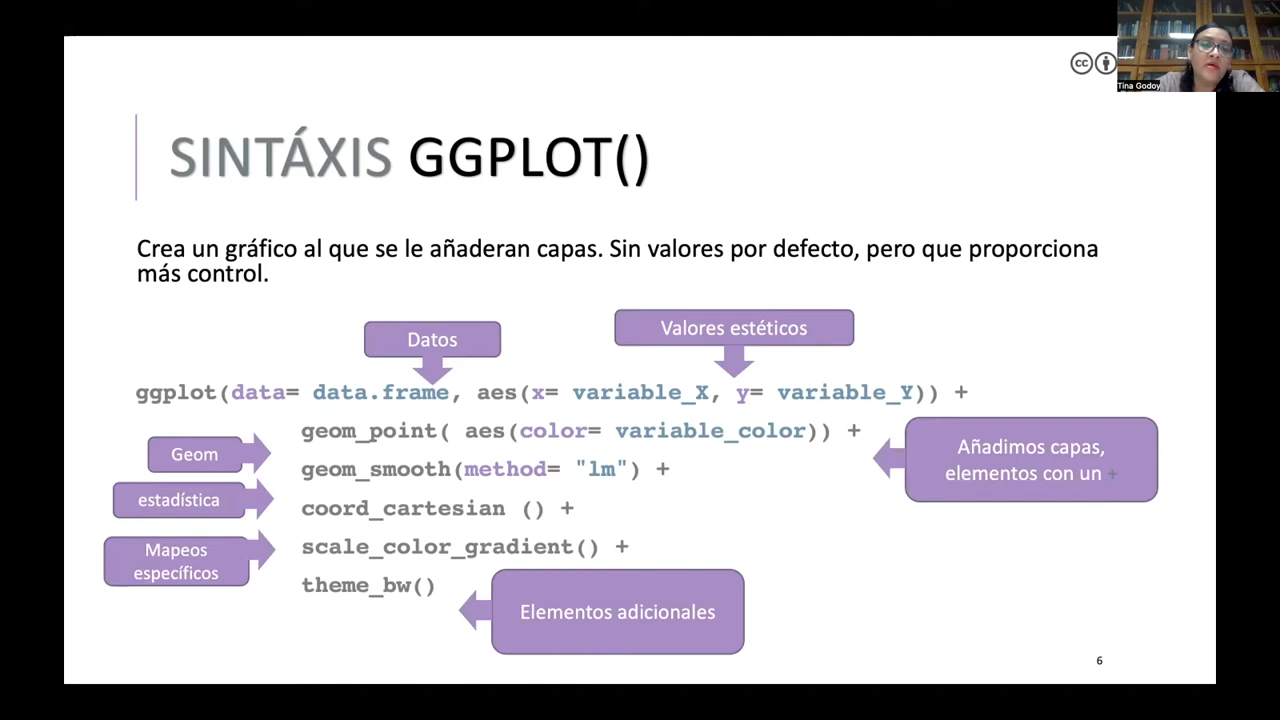 cc
Tina Godoy
SINTÁXIS GGPLOT()
Crea un gráfico al que se le añaderan capas. Sin valores por defecto, pero que proporciona
más control.
Datos
Valores estéticos
ggplot(data= data.frame, aes(x= variable_X, y= variable_Y)) +
geom_point( aes(color= variable_color)) +
Geom
Añadimos capas,
elementos con un +
geom_smooth(method= "lm") +
estadística
coord_cartesian () +
Mapeos
específicos
scale_color_gradient() +
theme_bw()
Elementos adicionales
6